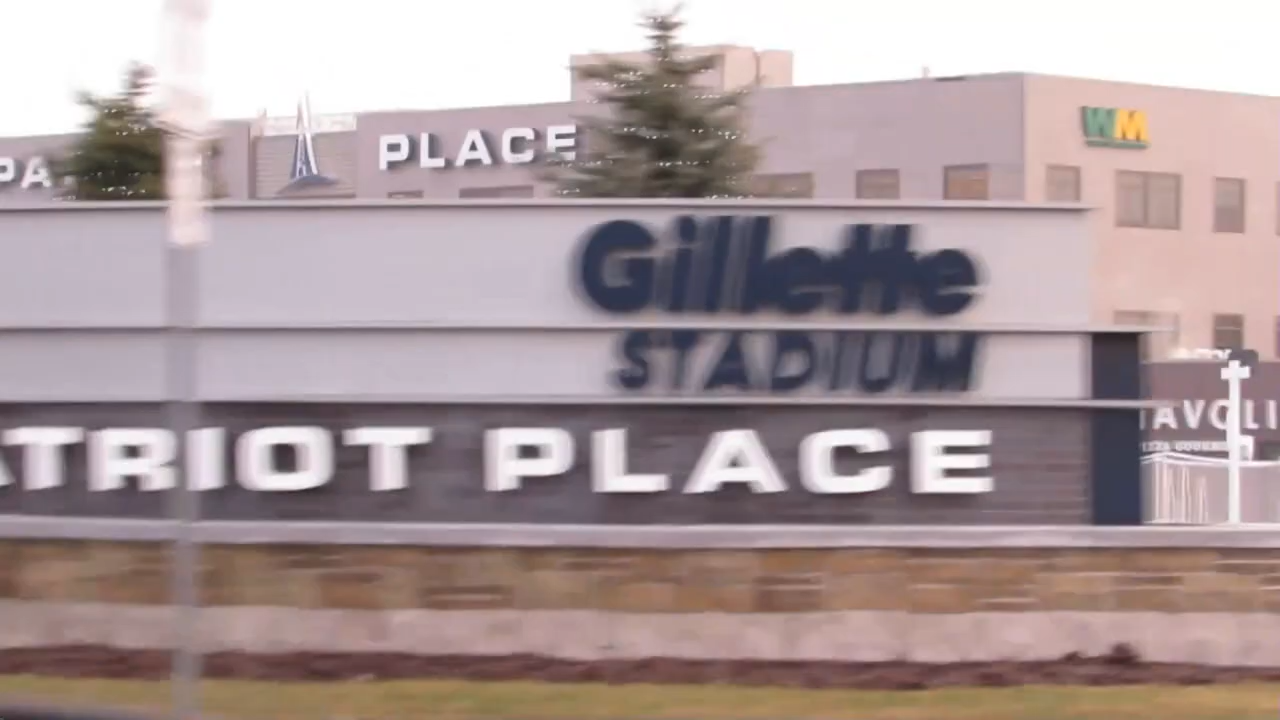 PA
PLACE
WM
Gillette
STADIUM
TAVOLI
ATRIOT PLACE